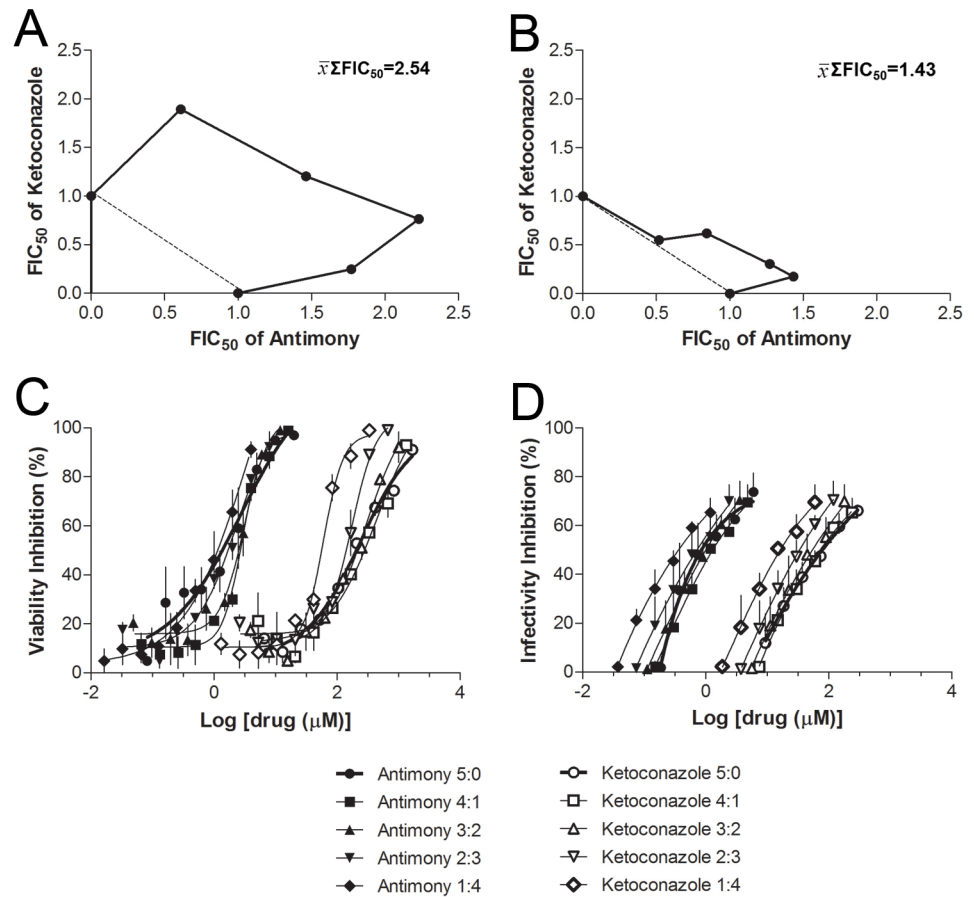 A
x̄ΣFIC50=2.54
FIC50 of Ketoconazole
2.5
2.0
1.5
1.0
0.5
0.0
0.0 0.5 1.0 1.5 2.0 2.5
FIC50 of Antimony
B
x̄ΣFIC50=1.43
FIC50 of Ketoconazole
2.5
2.0
1.5
1.0
0.5
0.0
0.0 0.5 1.0 1.5 2.0 2.5
FIC50 of Antimony
C
Viability Inhibition (%)
100
80
60
40
20
0
-2 0 2 4
Log [drug (μM)]
D
Infectivity Inhibition (%)
100
80
60
40
20
0
-2 0 2 4
Log [drug (μM)]
Antimony 5:0
Antimony 4:1
Antimony 3:2
Antimony 2:3
Antimony 1:4
Ketoconazole 5:0
Ketoconazole 4:1
Ketoconazole 3:2
Ketoconazole 2:3
Ketoconazole 1:4